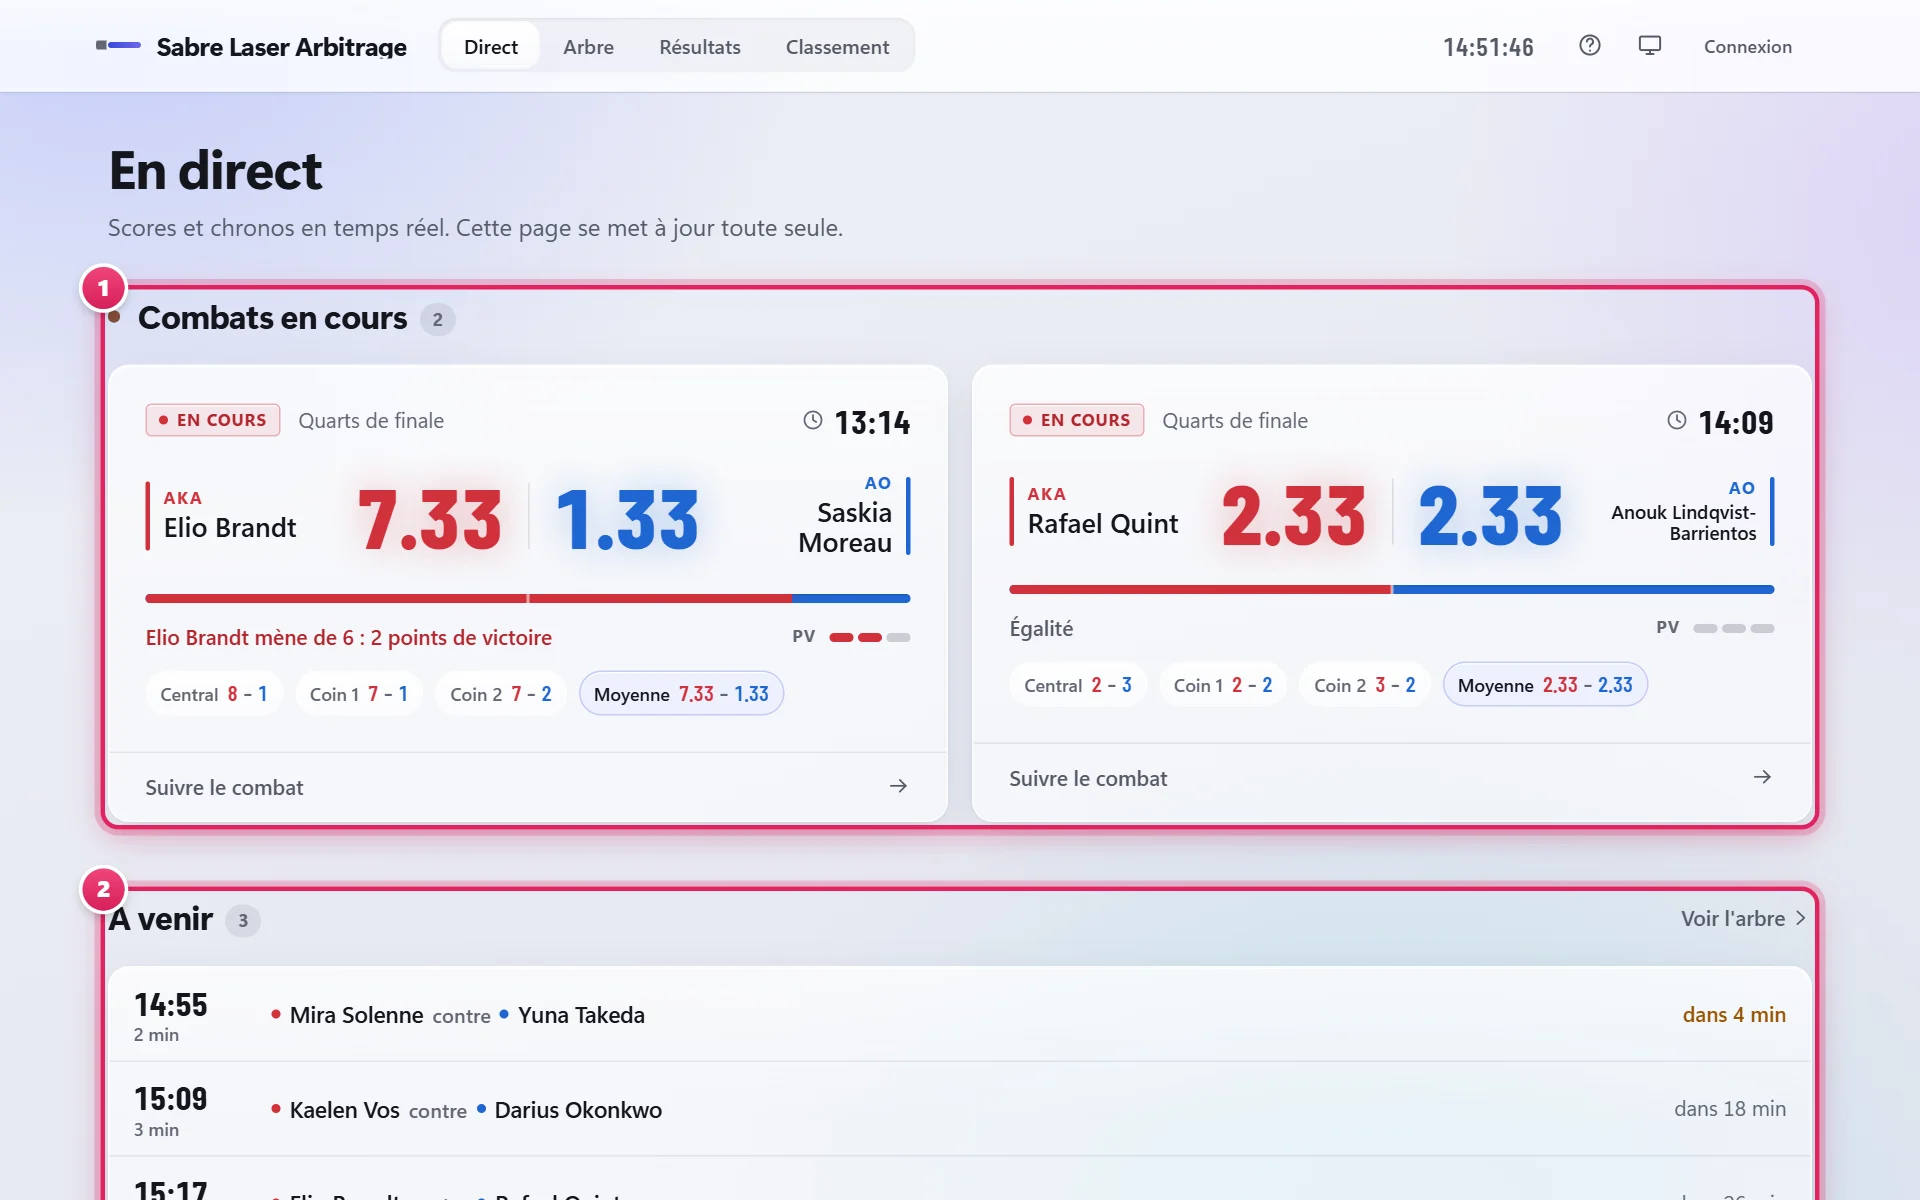 Sabre Laser Arbitrage
Direct
Arbre
Résultats
Classement
14:51:46
Connexion
En direct
Scores et chronos en temps réel. Cette page se met à jour toute seule.
1
Combats en cours 2
EN COURS Quarts de finale 13:14
AKA
Elio Brandt
7.33
1.33
AO
Saskia
Moreau
Elio Brandt mène de 6 : 2 points de victoire
PV
Central 8 – 1
Coin 1 7 – 1
Coin 2 7 – 2
Moyenne 7.33 – 1.33
Suivre le combat
EN COURS Quarts de finale 14:09
AKA
Rafael Quint
2.33
2.33
AO
Anouk Lindqvist-
Barrientos
Égalité
PV
Central 2 – 3
Coin 1 2 – 2
Coin 2 3 – 2
Moyenne 2.33 – 2.33
Suivre le combat
2
À venir 3
Voir l'arbre
14:55
2 min
Mira Solenne contre Yuna Takeda
dans 4 min
15:09
3 min
Kaelen Vos contre Darius Okonkwo
dans 18 min
15:17